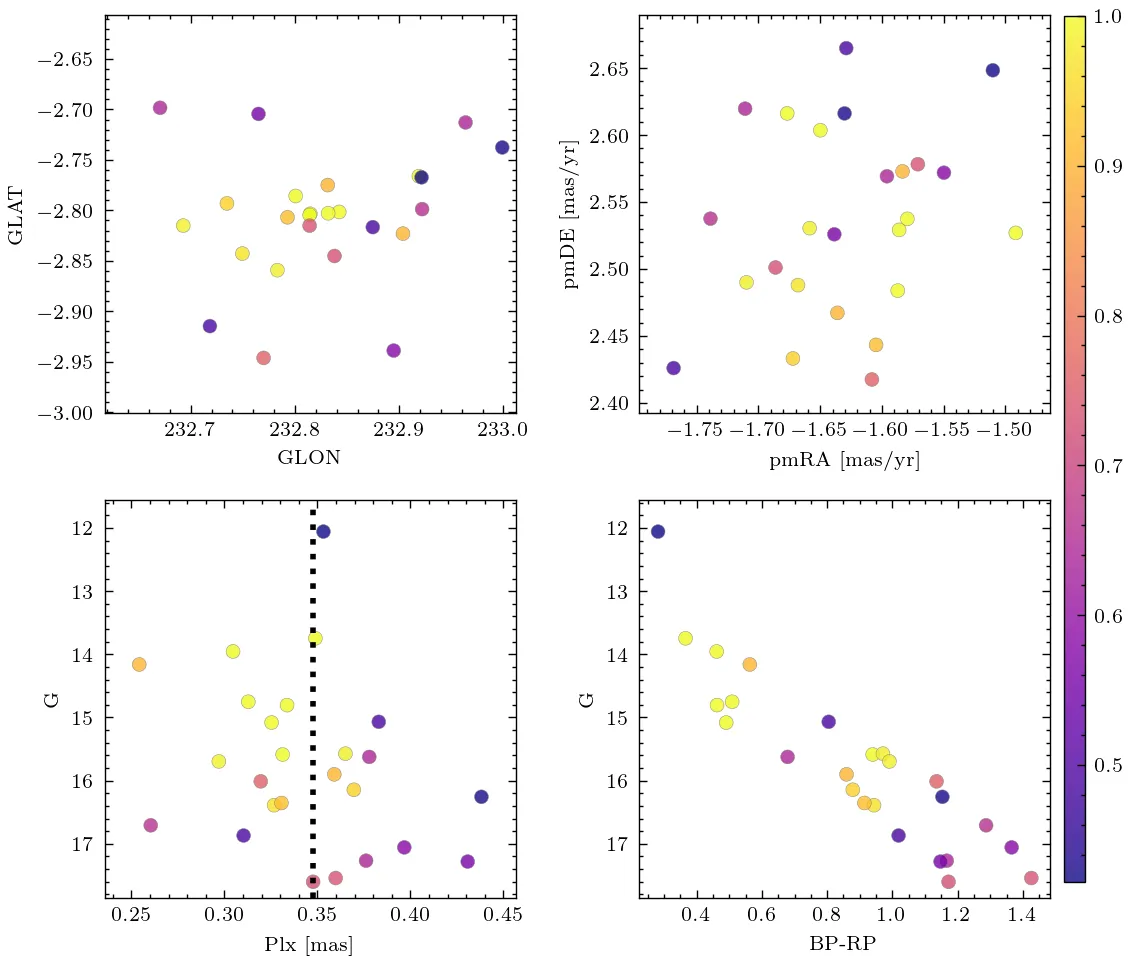 −2.65
−2.70
−2.75
−2.80
−2.85
−2.90
−2.95
−3.00
GLAT
232.7 232.8 232.9 233.0
GLON
2.65
2.60
2.55
2.50
2.45
2.40
pmDE [mas/yr]
−1.75 −1.70 −1.65 −1.60 −1.55 −1.50
pmRA [mas/yr]
12
13
14
15
16
17
G
0.25 0.30 0.35 0.40 0.45
Plx [mas]
12
13
14
15
16
17
G
0.4 0.6 0.8 1.0 1.2 1.4
BP-RP
1.0
0.9
0.8
0.7
0.6
0.5